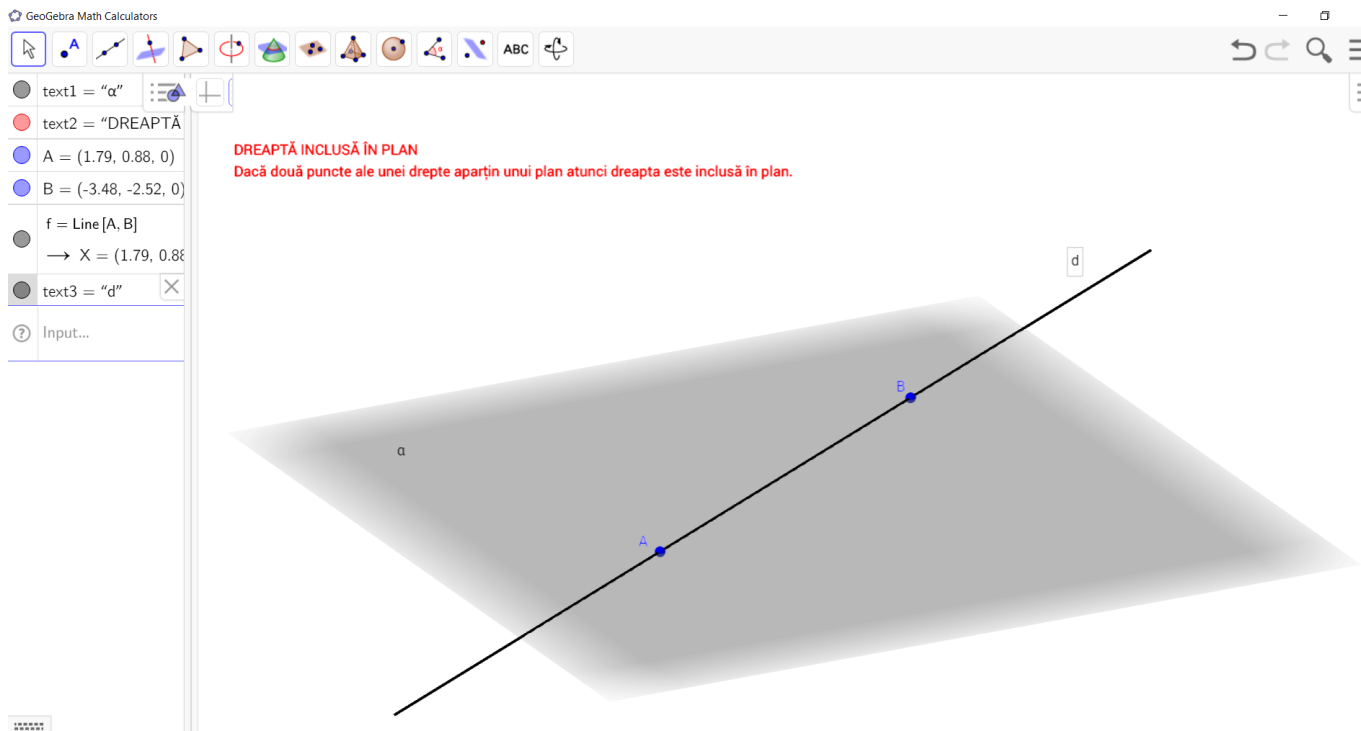 GeoGebra Math Calculators
A
ABC
text1 = “α”
text2 = “DREAPTĂ
A = (1.79, 0.88, 0)
B = (-3.48, -2.52, 0)
f = Line [A, B]
→ X = (1.79, 0.88
text3 = “d”
Input...
DREAPTĂ INCLUSĂ ÎN PLAN
Dacă două puncte ale unei drepte aparțin unui plan atunci dreapta este inclusă în plan.
d
B
α
A